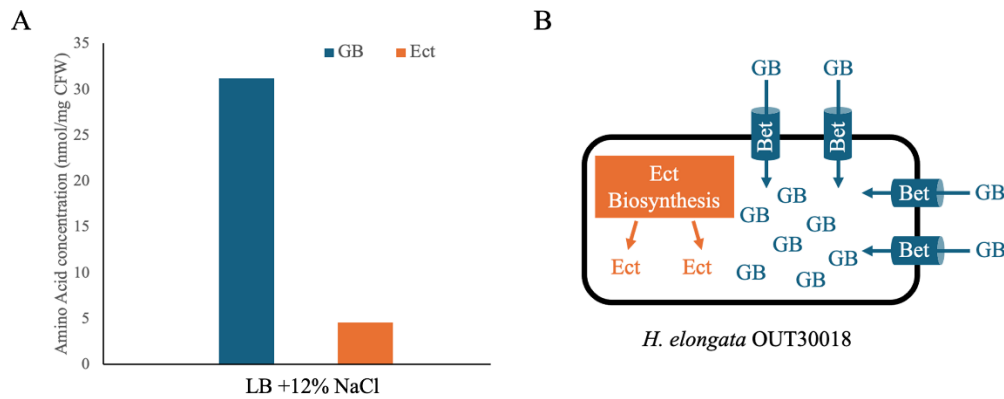 A
Amino Acid concentration (nmol/mg CFW)
35
30
25
20
15
10
5
0
GB
Ect
LB +12% NaCl
B
GB
GB
Bet
Bet
Ect
Biosynthesis
Bet
GB
GB
GB
GB
GB
Bet
GB
GB
Ect
Ect
GB
GB
H. elongata OUT30018